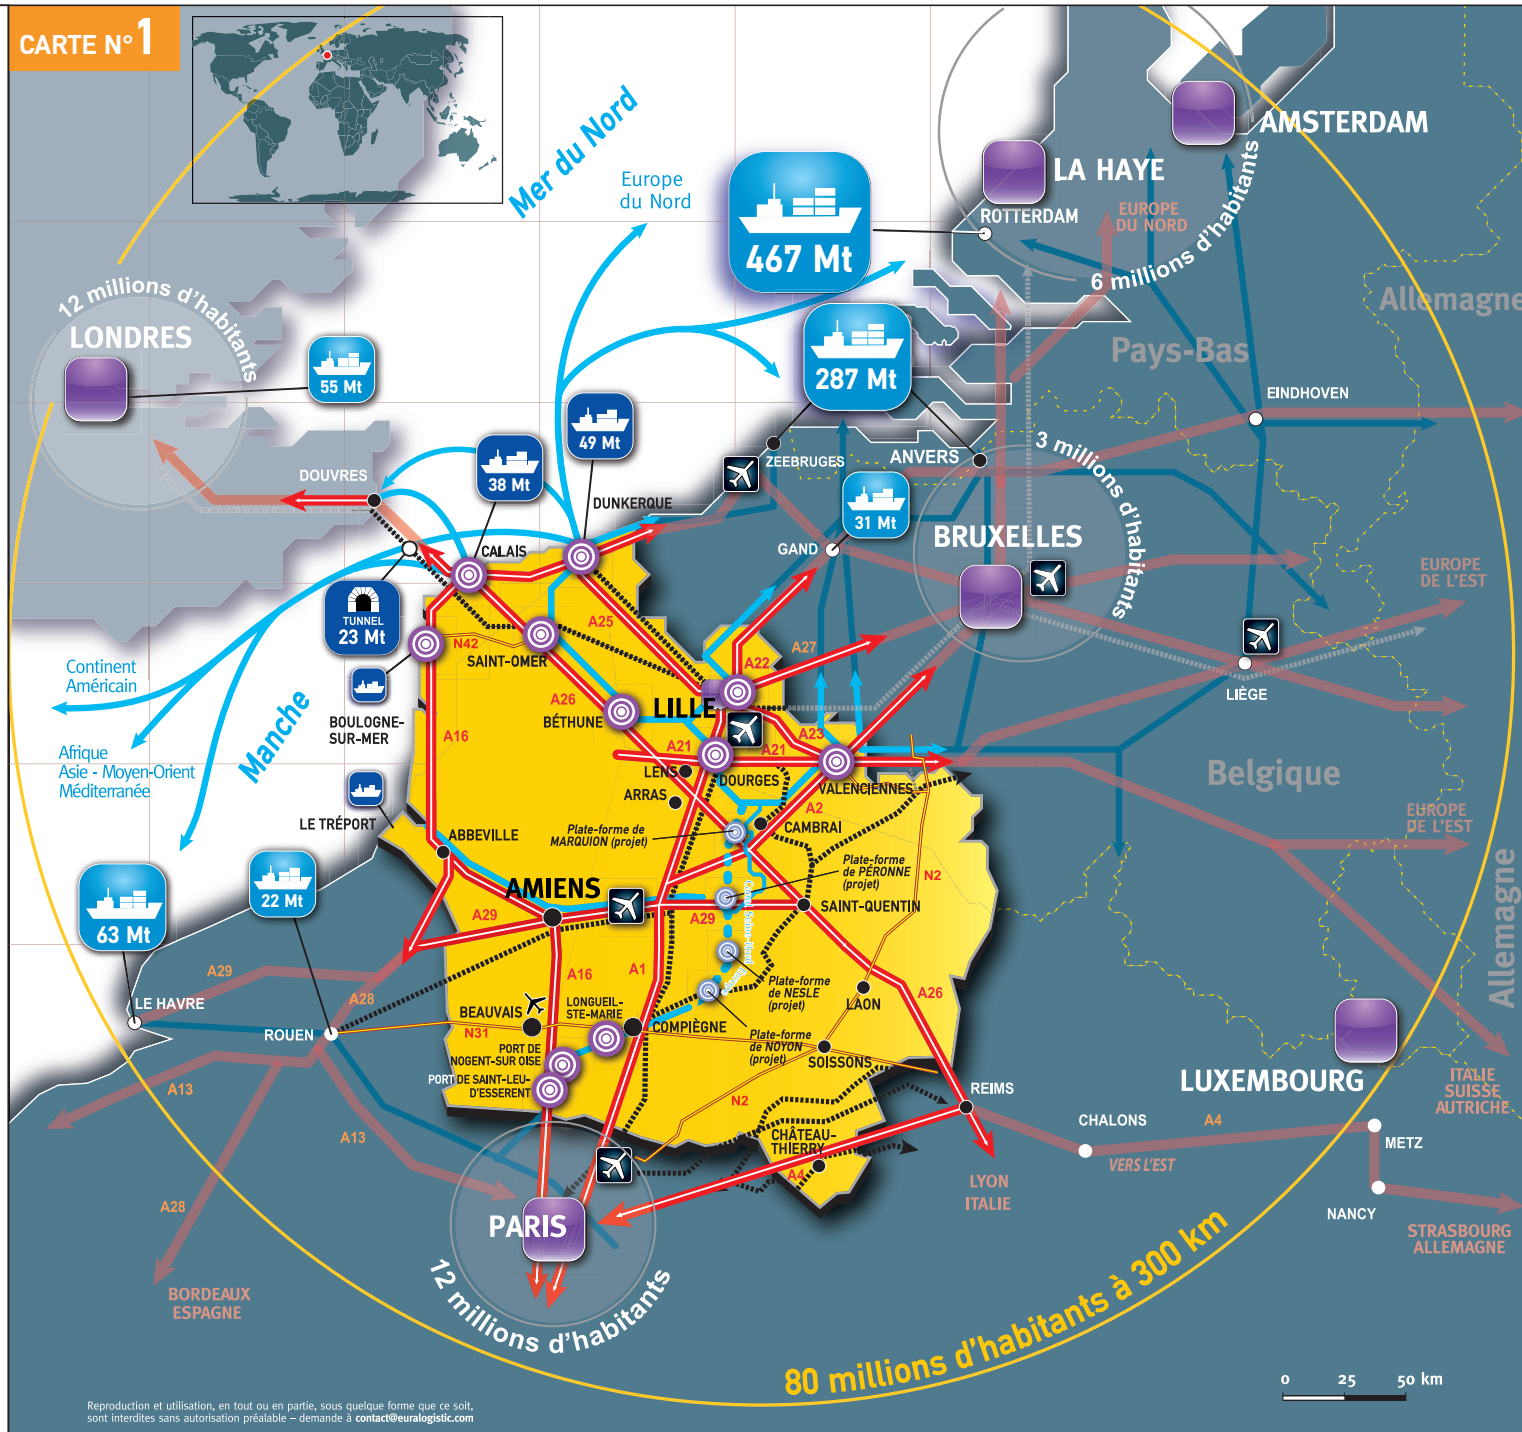 CARTE N° 1
Mer du Nord
Europe
du Nord
467 Mt
AMSTERDAM
LA HAYE
ROTTERDAM
EUROPE
DU NORD
6 millions d'habitants
12 millions d'habitants
LONDRES
55 Mt
287 Mt
Allemagne
Pays-Bas
EINDHOVEN
49 Mt
38 Mt
DOUVRES
DUNKERQUE
ZEEBRUGES
ANVERS
3 millions d'habitants
31 Mt
GAND
BRUXELLES
CALAIS
EUROPE
DE L'EST
TUNNEL
23 Mt
A25
N42
SAINT-OMER
A27
A22
Continent
Américain
BOULOGNE-
SUR-MER
Manche
A26
BÉTHUNE
LILLE
LIÈGE
A16
A23
A21
A21
Afrique
Asie - Moyen-Orient
Méditerranée
LENS
DOURGES
VALENCIENNES
Belgique
ARRAS
A2
LE TRÉPORT
ABBEVILLE
Plate-forme de
MARQUION (projet)
CAMBRAI
EUROPE
DE L'EST
Plate-forme
de PÉRONNE
(projet)
N2
AMIENS
22 Mt
63 Mt
SAINT-QUENTIN
A29
A29
Canal Seine-Nord
Europe
Allemagne
A29
A16
A1
A28
LE HAVRE
Plate-forme
de NESLE
(projet)
LAON
A26
BEAUVAIS
LONGUEIL-
STE-MARIE
COMPIÈGNE
ROUEN
N31
Plate-forme
de NOYON
(projet)
SOISSONS
PORT DE
NOGENT-SUR OISE
PORT DE SAINT-LEU-
D'ESSERENT
LUXEMBOURG
ITALIE
SUISSE
AUTRICHE
A13
N2
REIMS
CHALONS
A4
METZ
A13
CHÂTEAU-
THIERRY
A4
VERS L'EST
LYON
ITALIE
A28
PARIS
NANCY
STRASBOURG
ALLEMAGNE
BORDEAUX
ESPAGNE
12 millions d'habitants
80 millions d'habitants à 300 km
0 25 50 km
Reproduction et utilisation, en tout ou en partie, sous quelque forme que ce soit,
sont interdites sans autorisation préalable – demande à contact@euralogistic.com